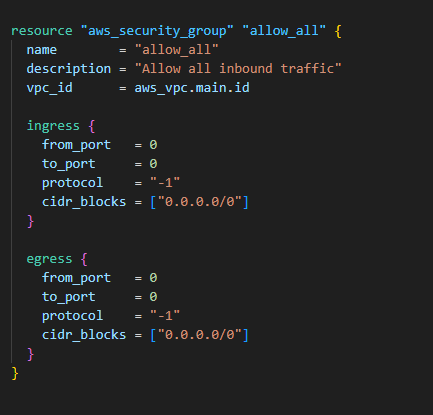 resource "aws_security_group" "allow_all" {
  name        = "allow_all"
  description = "Allow all inbound traffic"
  vpc_id      = aws_vpc.main.id

  ingress {
    from_port   = 0
    to_port     = 0
    protocol    = "-1"
    cidr_blocks = ["0.0.0.0/0"]
  }

  egress {
    from_port   = 0
    to_port     = 0
    protocol    = "-1"
    cidr_blocks = ["0.0.0.0/0"]
  }
}